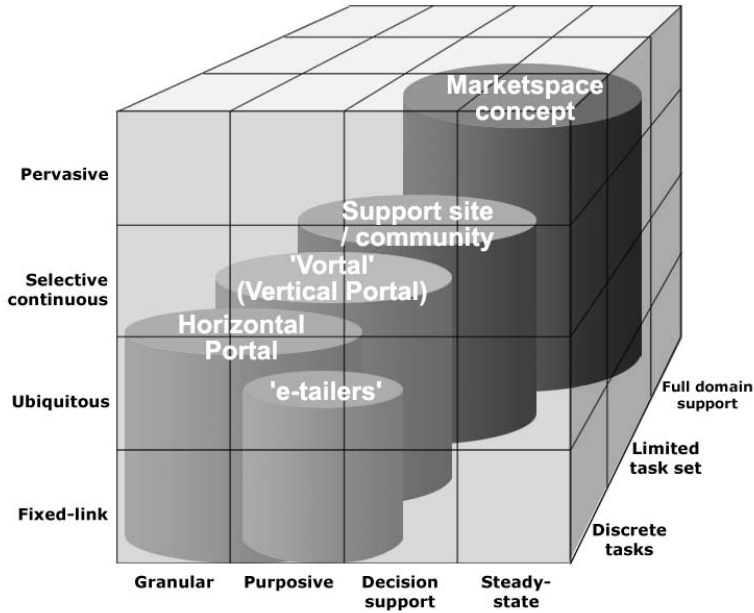 Marketspace
concept
Pervasive
Support site
/ community
Selective
continuous
'Vortal'
(Vertical Portal)
Horizontal
Portal
'e-tailers'
Ubiquitous
Full domain
support
Limited
task set
Fixed-link
Discrete
tasks
Granular
Purposive
Decision
support
Steady-
state